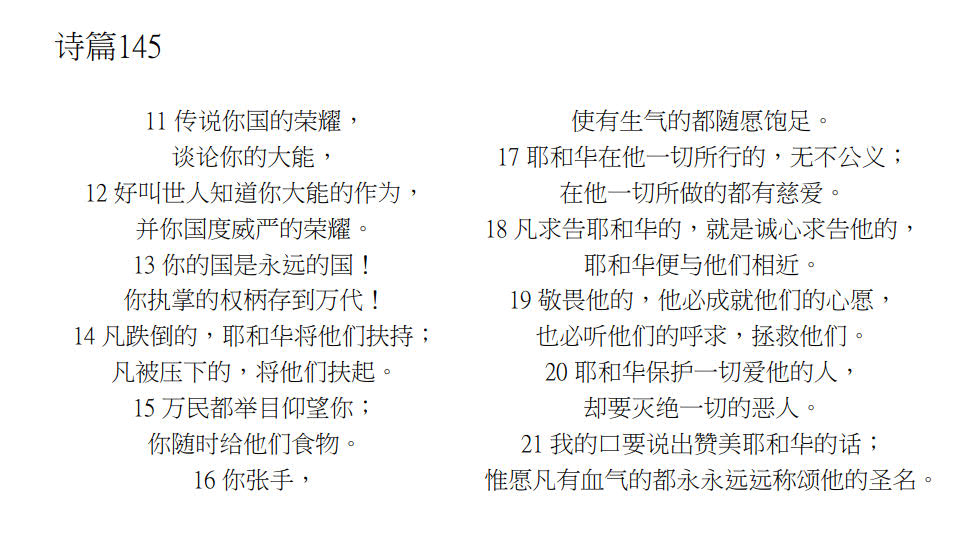 诗篇145
11 传说你国的荣耀，
谈论你的大能，
12 好叫世人知道你大能的作为，
并你国度威严的荣耀。
13 你的国是永远的国！
你执掌的权柄存到万代！
14 凡跌倒的，耶和华将他们扶持；
凡被压下的，将他们扶起。
15 万民都举目仰望你；
你随时给他们食物。
16 你张手，
使有生气的都随愿饱足。
17 耶和华在他一切所行的，无不公义；
在他一切所做的都有慈爱。
18 凡求告耶和华的，就是诚心求告他的，
耶和华便与他们相近。
19 敬畏他的，他必成就他们的心愿，
也必听他们的呼求，拯救他们。
20 耶和华保护一切爱他的人，
却要灭绝一切的恶人。
21 我的口要说出赞美耶和华的话；
惟愿凡有血气的都永永远远称颂他的圣名。